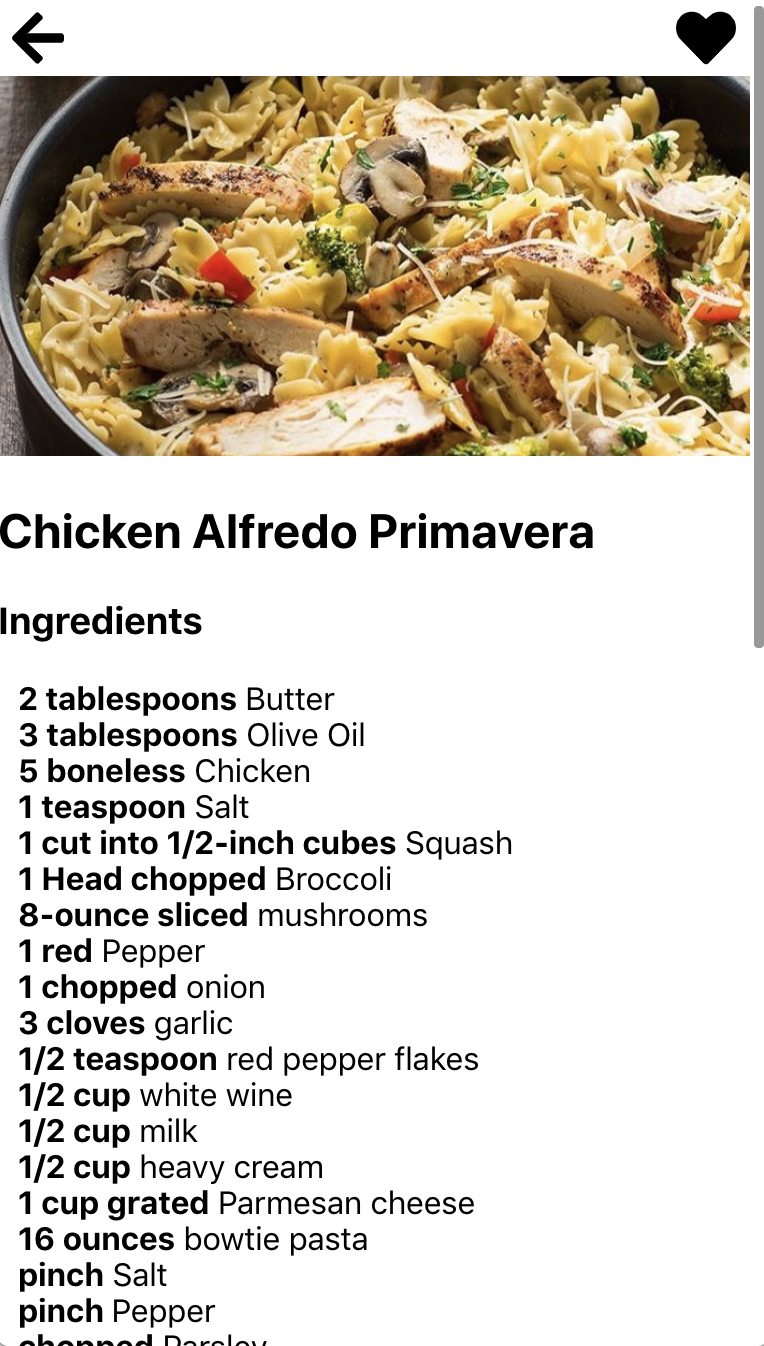 Chicken Alfredo Primavera
Ingredients
2 tablespoons Butter
3 tablespoons Olive Oil
5 boneless Chicken
1 teaspoon Salt
1 cut into 1/2-inch cubes Squash
1 Head chopped Broccoli
8-ounce sliced mushrooms
1 red Pepper
1 chopped onion
3 cloves garlic
1/2 teaspoon red pepper flakes
1/2 cup white wine
1/2 cup milk
1/2 cup heavy cream
1 cup grated Parmesan cheese
16 ounces bowtie pasta
pinch Salt
pinch Pepper
chopped Parsley